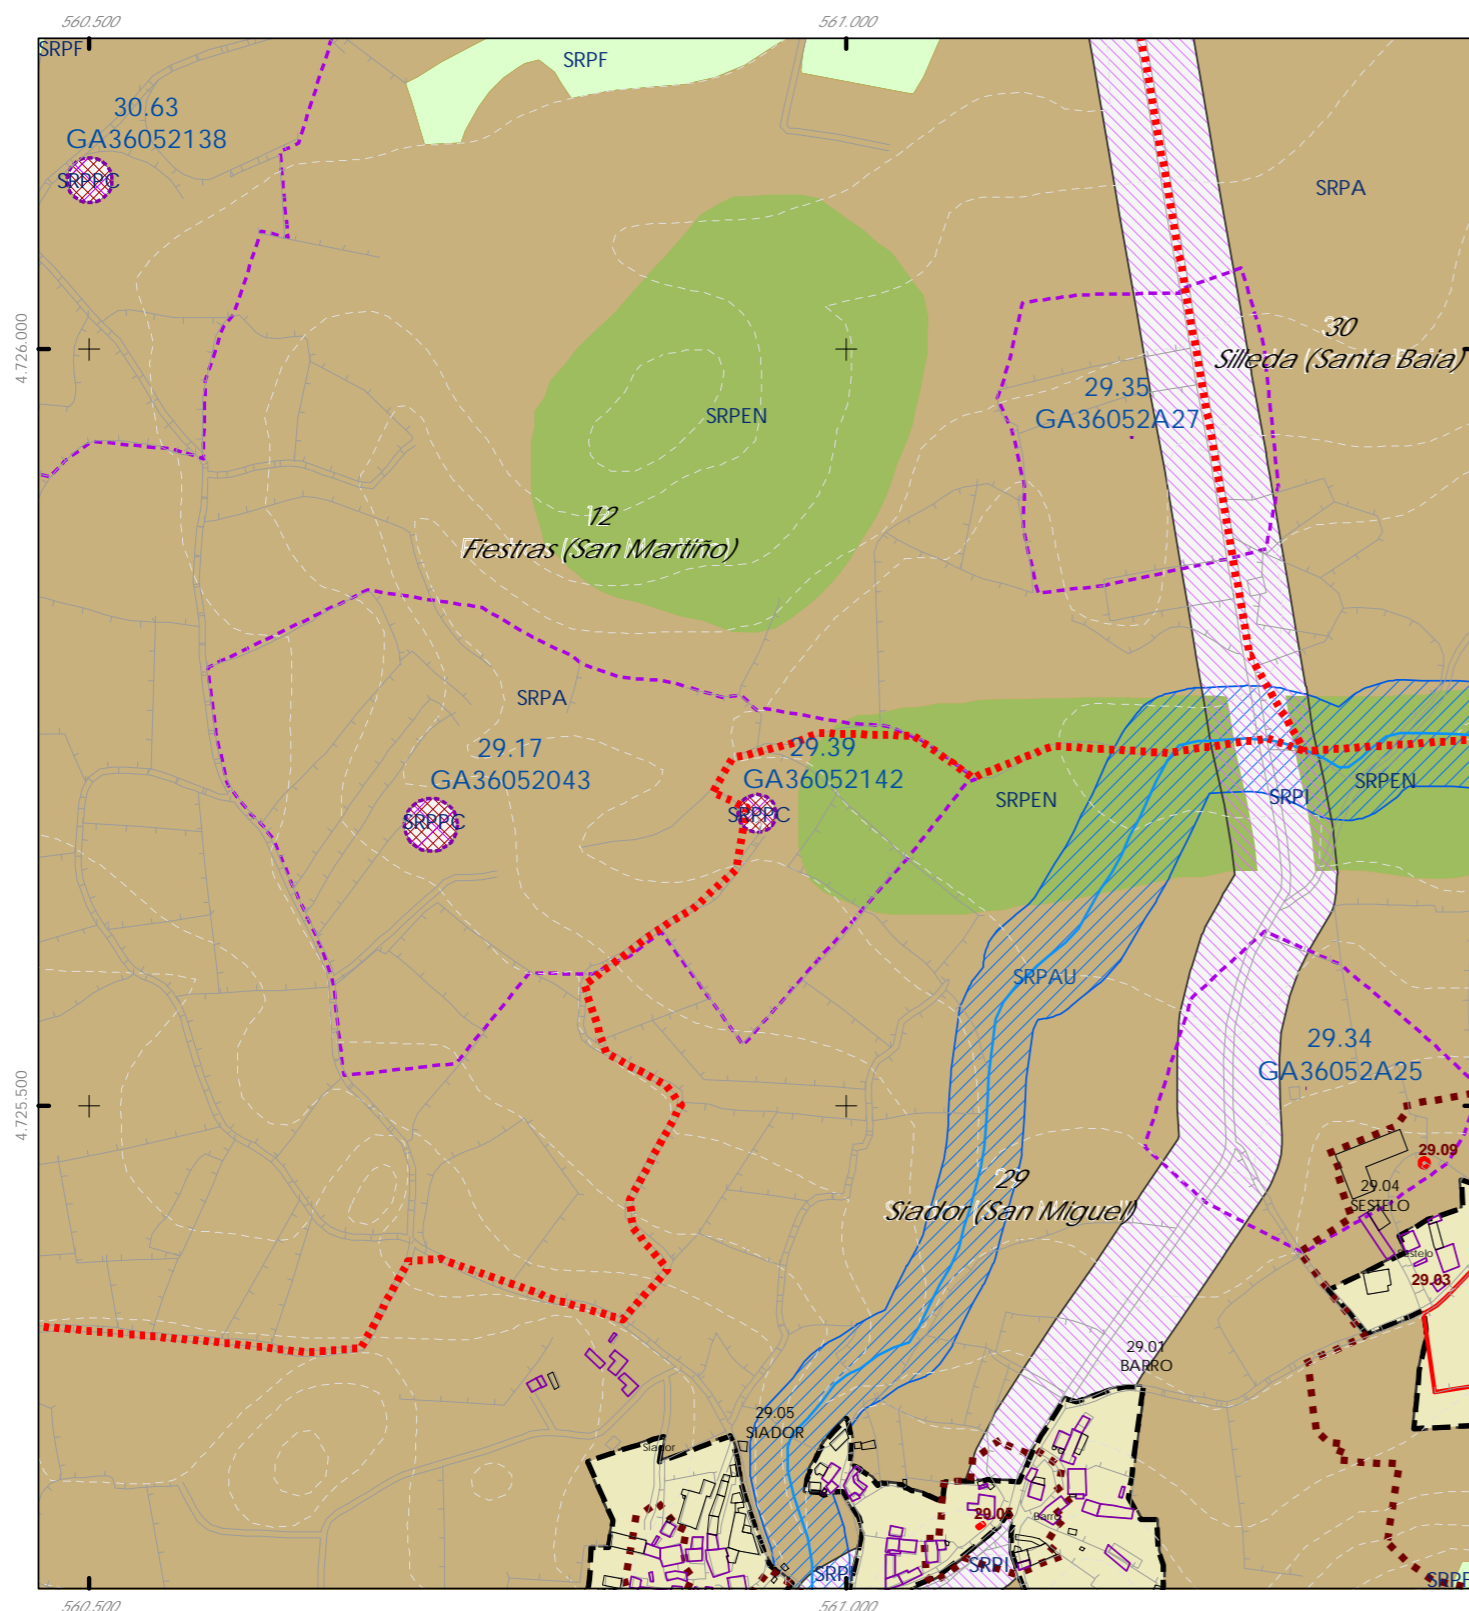 560.500
561.000
SRPF
SRPF
30.63
GA36052138
SRPPC
SRPA
4.726.000
30
Silleda (Santa Baia)
29.35
GA36052A27
SRPEN
12
Fiestras (San Martiño)
SRPA
29.17
GA36052043
SRPPC
29.39
GA36052142
SRPPC
SRPEN
SRPI
SRPEN
SRPAU
29.34
GA36052A25
4.725.500
29.09
29.04
SESTELO
Sestelo
29.03
29
Siador (San Miguel)
29.01
BARRO
29.05
SIADOR
Siador
Barro
SRPI
SRPI
560.500
561.000